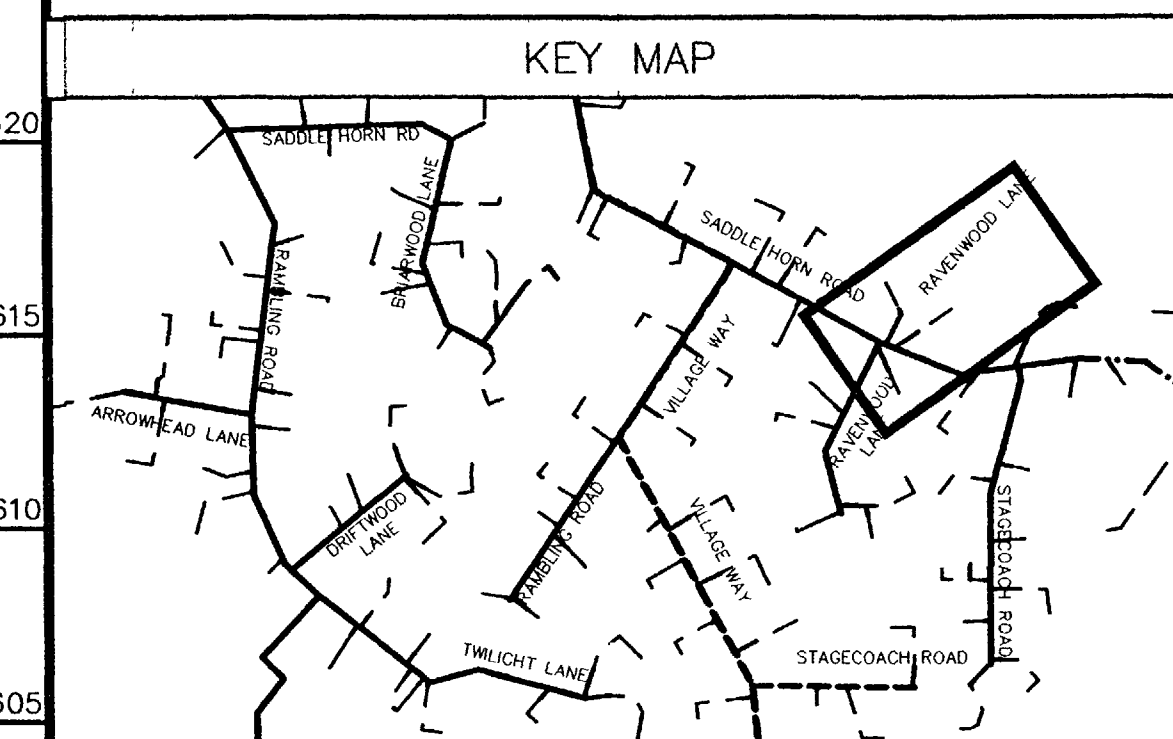 KEY MAP
SADDLE HORN RD
BRIARWOOD LANE
RAMBLING ROAD
ARROWHEAD LANE
DRIFTWOOD
LANE
SADDLE HORN ROAD
RAVENWOOD LANE
VILLAGE WAY
RAVENWOOD
LANE
RAMBLING ROAD
VILLAGE WAY
STAGECOACH ROAD
TWILIGHT LANE
STAGECOACH ROAD
20
615
610
605